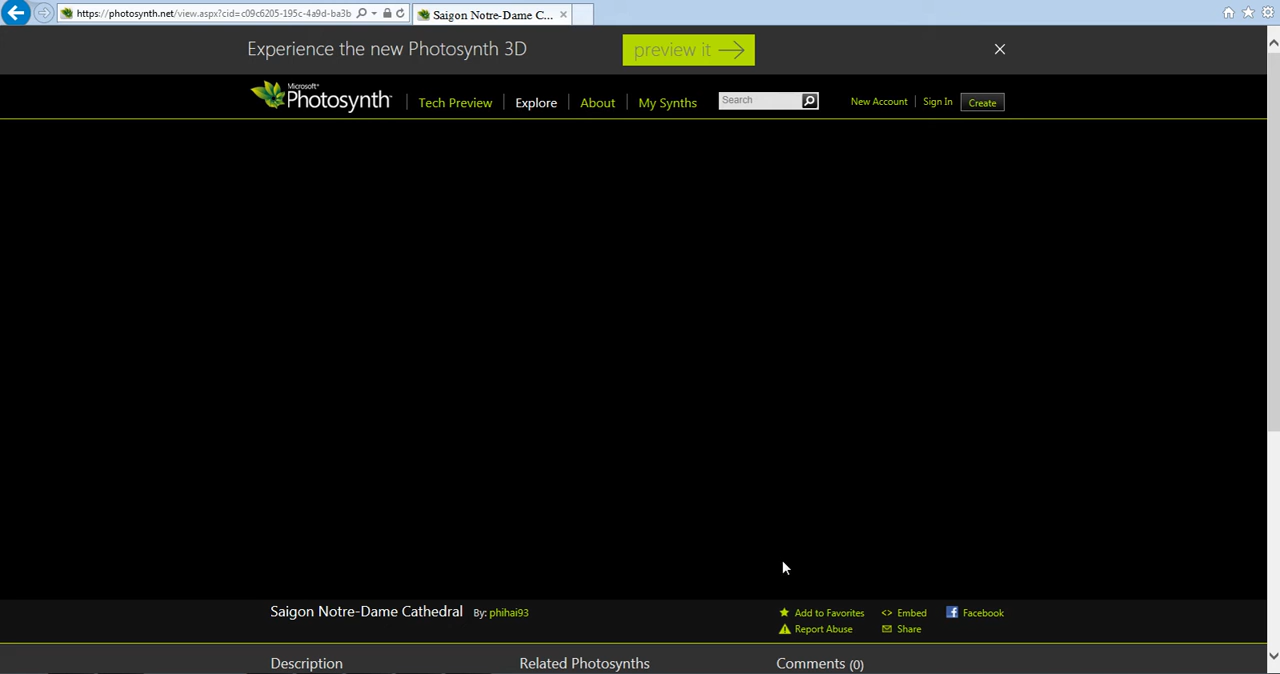 https://photosynth.net/view.aspx?cid=c09c6205-195c-4a9d-ba3b
Saigon Notre-Dame C...
Experience the new Photosynth 3D
preview it
Microsoft®
Photosynth™
Tech Preview
Explore
About
My Synths
Search
New Account
Sign In
Create
Saigon Notre-Dame Cathedral By: phihai93
Add to Favorites
<> Embed
Facebook
Report Abuse
Share
Description
Related Photosynths
Comments (0)